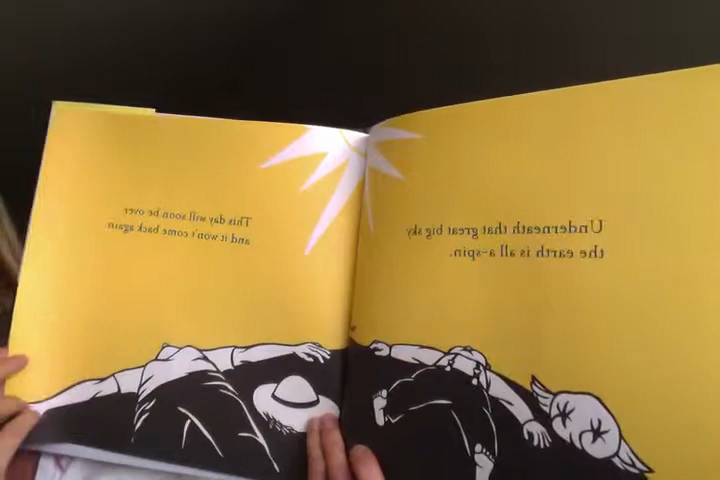 Underneath that great big sky
the earth is all a-spin.
This day will soon be over
and it won't come back again